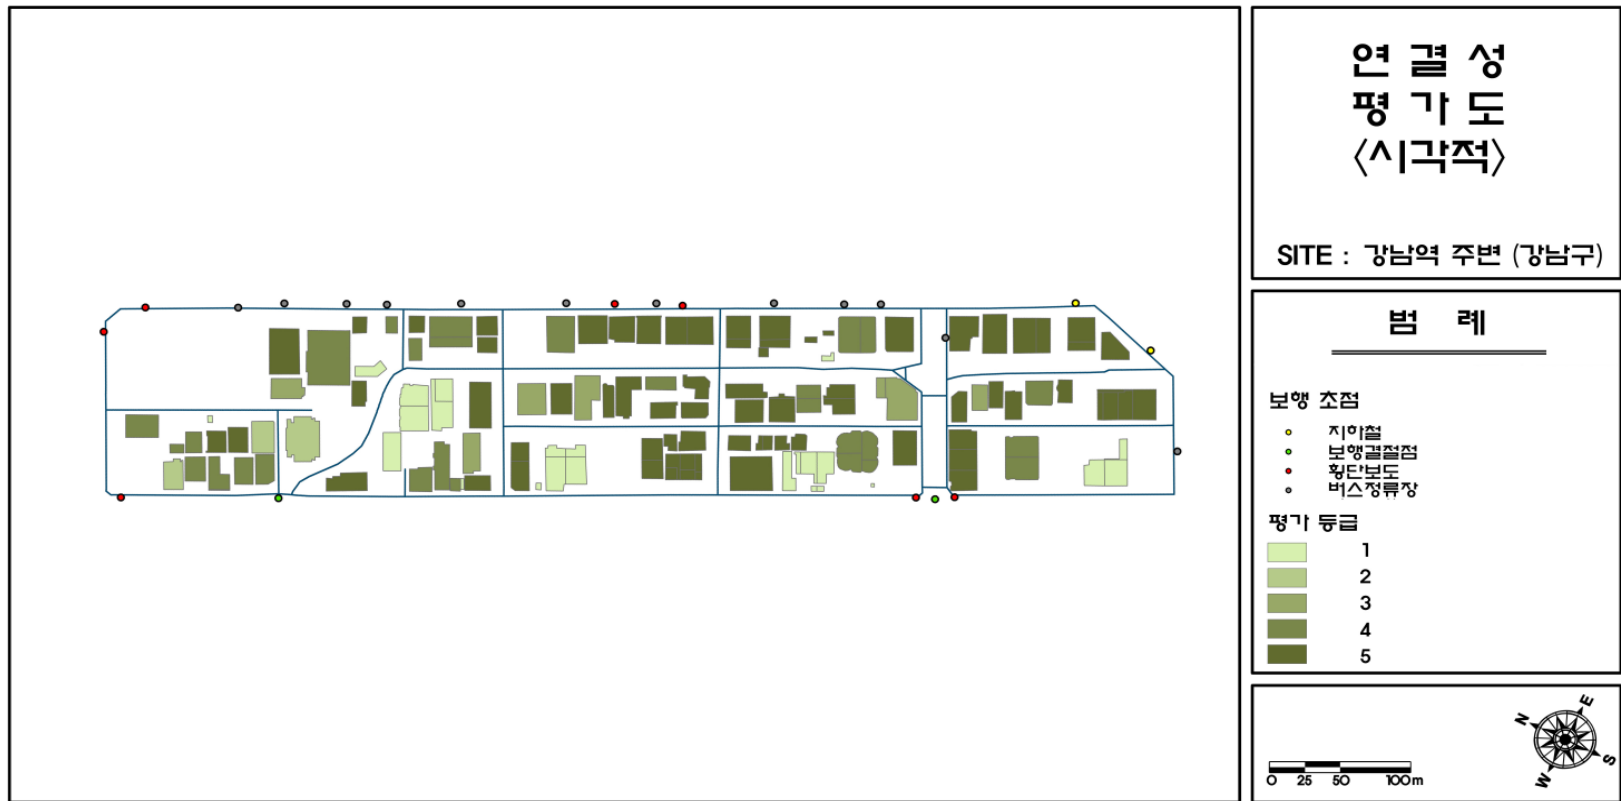 연 결 성
평 가 도
〈시각적〉
SITE : 강남역 주변 (강남구)
범 례
보행 초점
지하철
보행결절점
횡단보도
버스정류장
평가 등급
1
2
3
4
5
0 25 50 100m
N E
W S